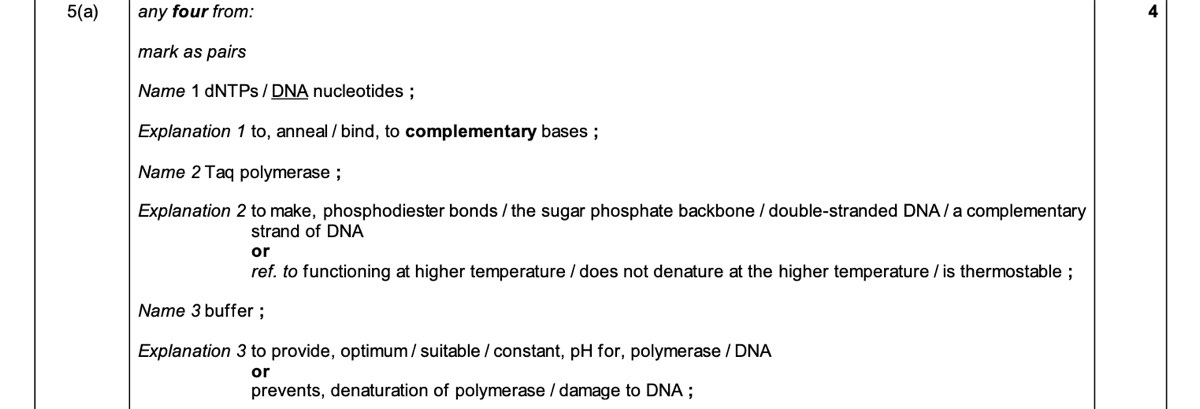 5(a) any four from: 4
mark as pairs
Name 1 dNTPs / DNA nucleotides ;
Explanation 1 to, anneal / bind, to complementary bases ;
Name 2 Taq polymerase ;
Explanation 2 to make, phosphodiester bonds / the sugar phosphate backbone / double-stranded DNA / a complementary
strand of DNA
or
ref. to functioning at higher temperature / does not denature at the higher temperature / is thermostable ;
Name 3 buffer ;
Explanation 3 to provide, optimum / suitable / constant, pH for, polymerase / DNA
or
prevents, denaturation of polymerase / damage to DNA ;